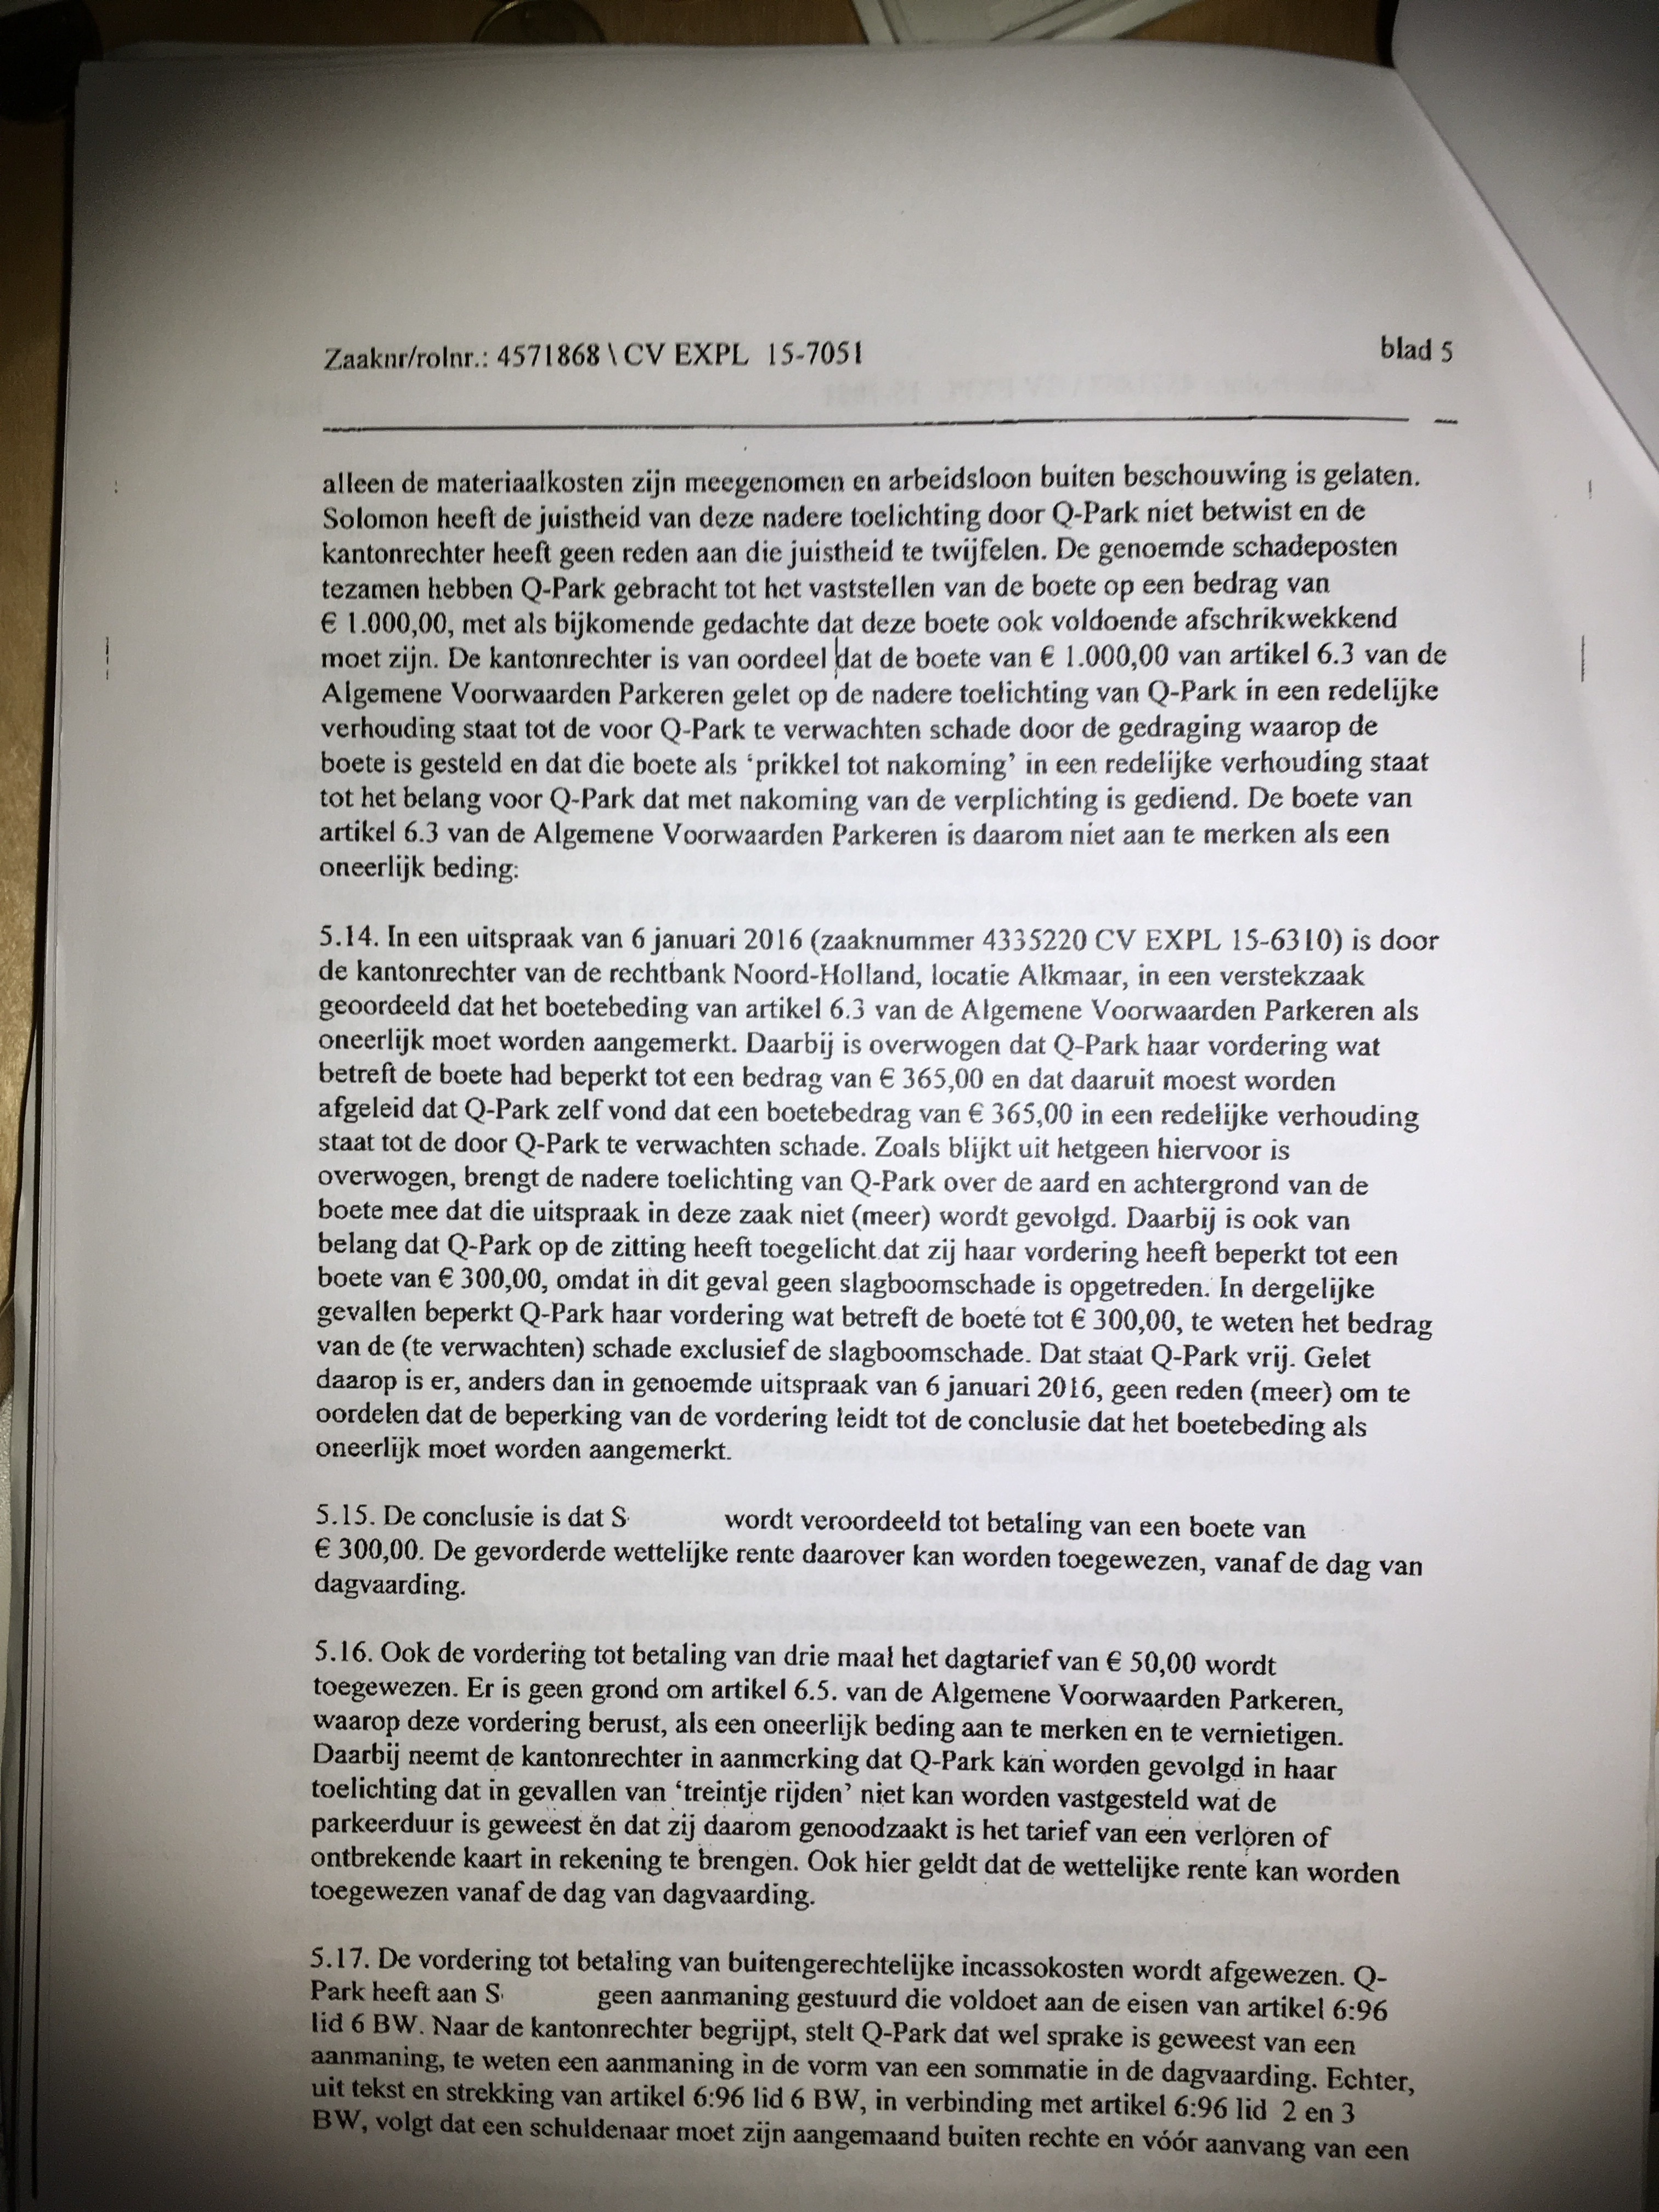 Zaaknr/rolnr.: 4571868 \ CV EXPL 15-7051 blad 5
alleen de materiaalkosten zijn meegenomen en arbeidsloon buiten beschouwing is gelaten.
Solomon heeft de juistheid van deze nadere toelichting door Q-Park niet betwist en de
kantonrechter heeft geen reden aan die juistheid te twijfelen. De genoemde schadeposten
tezamen hebben Q-Park gebracht tot het vaststellen van de boete op een bedrag van
€ 1.000,00, met als bijkomende gedachte dat deze boete ook voldoende afschrikwekkend
moet zijn. De kantonrechter is van oordeel dat de boete van € 1.000,00 van artikel 6.3 van de
Algemene Voorwaarden Parkeren gelet op de nadere toelichting van Q-Park in een redelijke
verhouding staat tot de voor Q-Park te verwachten schade door de gedraging waarop de
boete is gesteld en dat die boete als ‘prikkel tot nakoming’ in een redelijke verhouding staat
tot het belang voor Q-Park dat met nakoming van de verplichting is gediend. De boete van
artikel 6.3 van de Algemene Voorwaarden Parkeren is daarom niet aan te merken als een
oneerlijk beding:
5.14. In een uitspraak van 6 januari 2016 (zaaknummer 4335220 CV EXPL 15-6310) is door
de kantonrechter van de rechtbank Noord-Holland, locatie Alkmaar, in een verstekzaak
geoordeeld dat het boetebeding van artikel 6.3 van de Algemene Voorwaarden Parkeren als
oneerlijk moet worden aangemerkt. Daarbij is overwogen dat Q-Park haar vordering wat
betreft de boete had beperkt tot een bedrag van € 365,00 en dat daaruit moest worden
afgeleid dat Q-Park zelf vond dat een boetebedrag van € 365,00 in een redelijke verhouding
staat tot de door Q-Park te verwachten schade. Zoals blijkt uit hetgeen hiervoor is
overwogen, brengt de nadere toelichting van Q-Park over de aard en achtergrond van de
boete mee dat die uitspraak in deze zaak niet (meer) wordt gevolgd. Daarbij is ook van
belang dat Q-Park op de zitting heeft toegelicht dat zij haar vordering heeft beperkt tot een
boete van € 300,00, omdat in dit geval geen slagboomschade is opgetreden. In dergelijke
gevallen beperkt Q-Park haar vordering wat betreft de boete tot € 300,00, te weten het bedrag
van de (te verwachten) schade exclusief de slagboomschade. Dat staat Q-Park vrij. Gelet
daarop is er, anders dan in genoemde uitspraak van 6 januari 2016, geen reden (meer) om te
oordelen dat de beperking van de vordering leidt tot de conclusie dat het boetebeding als
oneerlijk moet worden aangemerkt.
5.15. De conclusie is dat S wordt veroordeeld tot betaling van een boete van
€ 300,00. De gevorderde wettelijke rente daarover kan worden toegewezen, vanaf de dag van
dagvaarding.
5.16. Ook de vordering tot betaling van drie maal het dagtarief van € 50,00 wordt
toegewezen. Er is geen grond om artikel 6.5. van de Algemene Voorwaarden Parkeren,
waarop deze vordering berust, als een oneerlijk beding aan te merken en te vernietigen.
Daarbij neemt de kantonrechter in aanmerking dat Q-Park kan worden gevolgd in haar
toelichting dat in gevallen van ‘treintje rijden’ niet kan worden vastgesteld wat de
parkeerduur is geweest én dat zij daarom genoodzaakt is het tarief van een verloren of
ontbrekende kaart in rekening te brengen. Ook hier geldt dat de wettelijke rente kan worden
toegewezen vanaf de dag van dagvaarding.
5.17. De vordering tot betaling van buitengerechtelijke incassokosten wordt afgewezen. Q-
Park heeft aan S geen aanmaning gestuurd die voldoet aan de eisen van artikel 6:96
lid 6 BW. Naar de kantonrechter begrijpt, stelt Q-Park dat wel sprake is geweest van een
aanmaning, te weten een aanmaning in de vorm van een sommatie in de dagvaarding. Echter,
uit tekst en strekking van artikel 6:96 lid 6 BW, in verbinding met artikel 6:96 lid 2 en 3
BW, volgt dat een schuldenaar moet zijn aangemaand buiten rechte en vóór aanvang van een